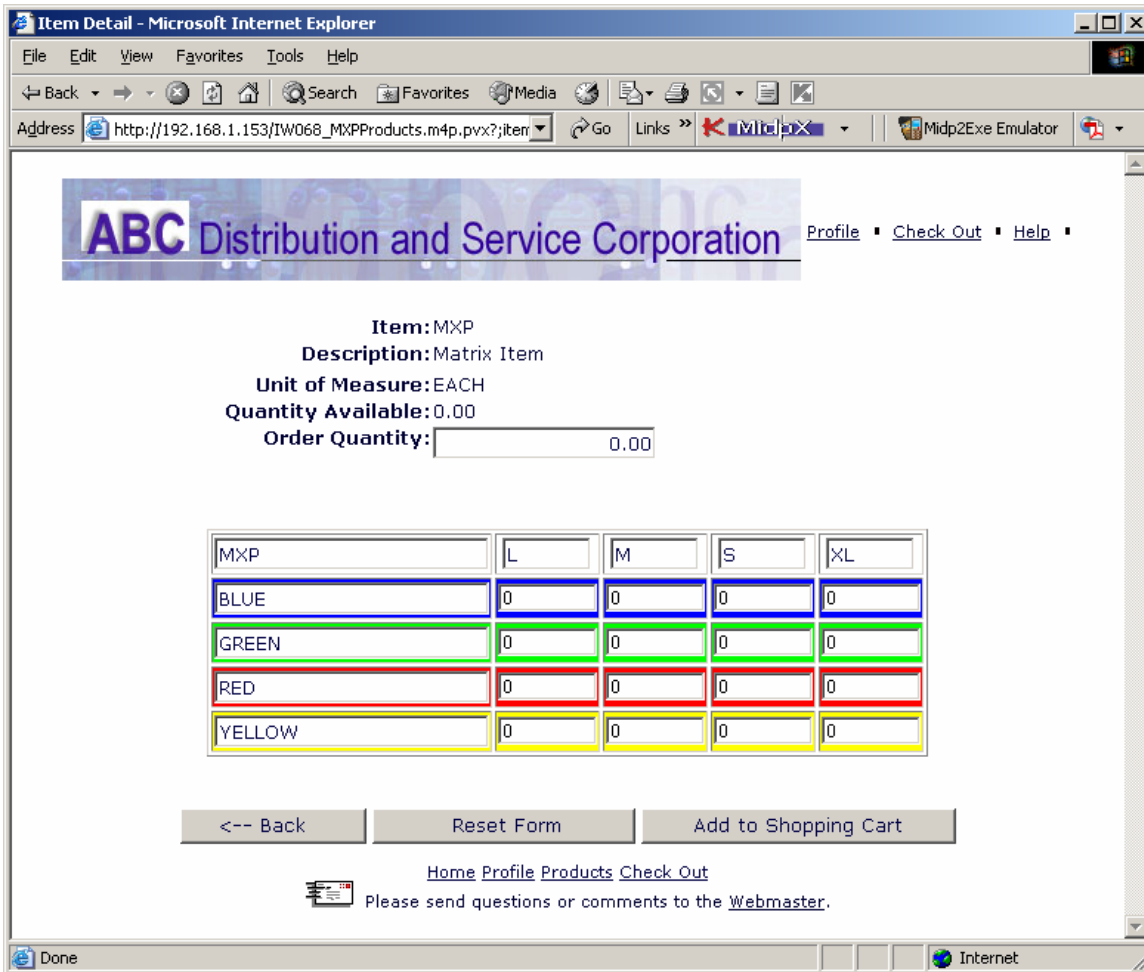 Item Detail - Microsoft Internet Explorer
File Edit View Favorites Tools Help
Back Search Favorites Media
Address http://192.168.1.153/IW068_MXPProducts.m4p.pvx?;item Go Links » MidpX Midp2Exe Emulator
ABC Distribution and Service Corporation Profile Check Out Help
Item: MXP
Description: Matrix Item
Unit of Measure: EACH
Quantity Available: 0.00
Order Quantity: 0.00
MXP L M S XL
BLUE 0 0 0 0
GREEN 0 0 0 0
RED 0 0 0 0
YELLOW 0 0 0 0
<-- Back Reset Form Add to Shopping Cart
Home Profile Products Check Out
Please send questions or comments to the Webmaster.
Done Internet